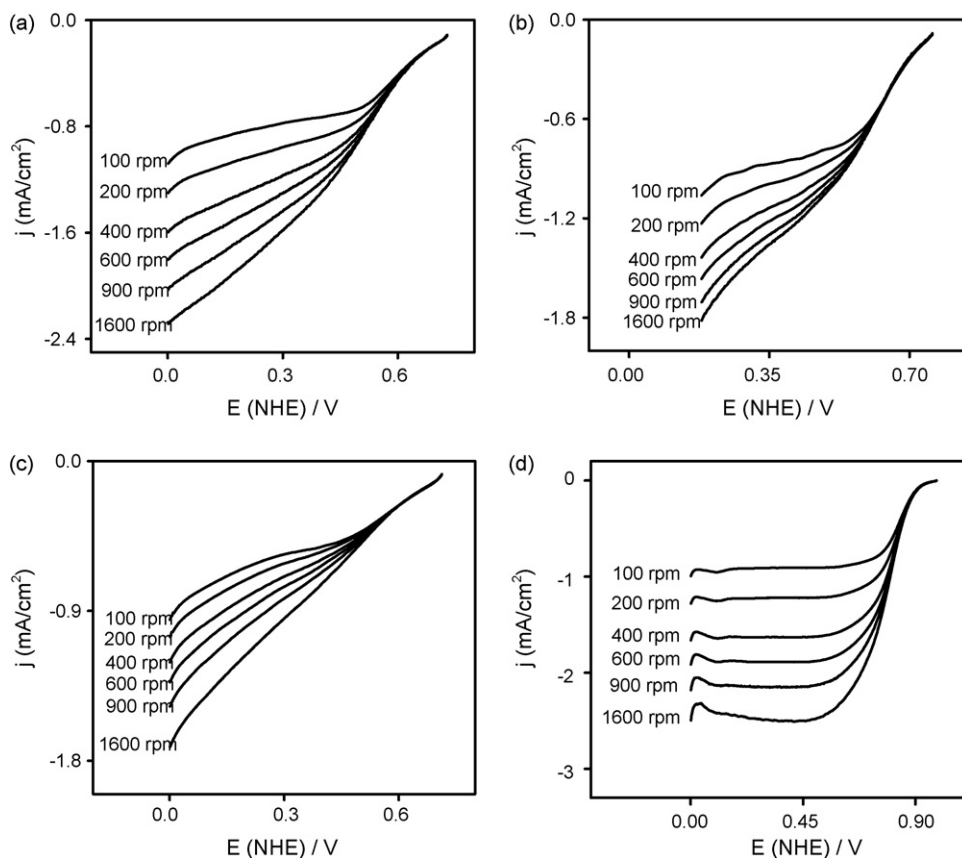 (a)
0.0
-0.8
-1.6
-2.4
j (mA/cm²)
100 rpm
200 rpm
400 rpm
600 rpm
900 rpm
1600 rpm
0.0 0.3 0.6
E (NHE) / V
(b)
0.0
-0.6
-1.2
-1.8
j (mA/cm²)
100 rpm
200 rpm
400 rpm
600 rpm
900 rpm
1600 rpm
0.00 0.35 0.70
E (NHE) / V
(c)
0.0
-0.9
-1.8
j (mA/cm²)
100 rpm
200 rpm
400 rpm
600 rpm
900 rpm
1600 rpm
0.0 0.3 0.6
E (NHE) / V
(d)
0
-1
-2
-3
j (mA/cm²)
100 rpm
200 rpm
400 rpm
600 rpm
900 rpm
1600 rpm
0.00 0.45 0.90
E (NHE) / V